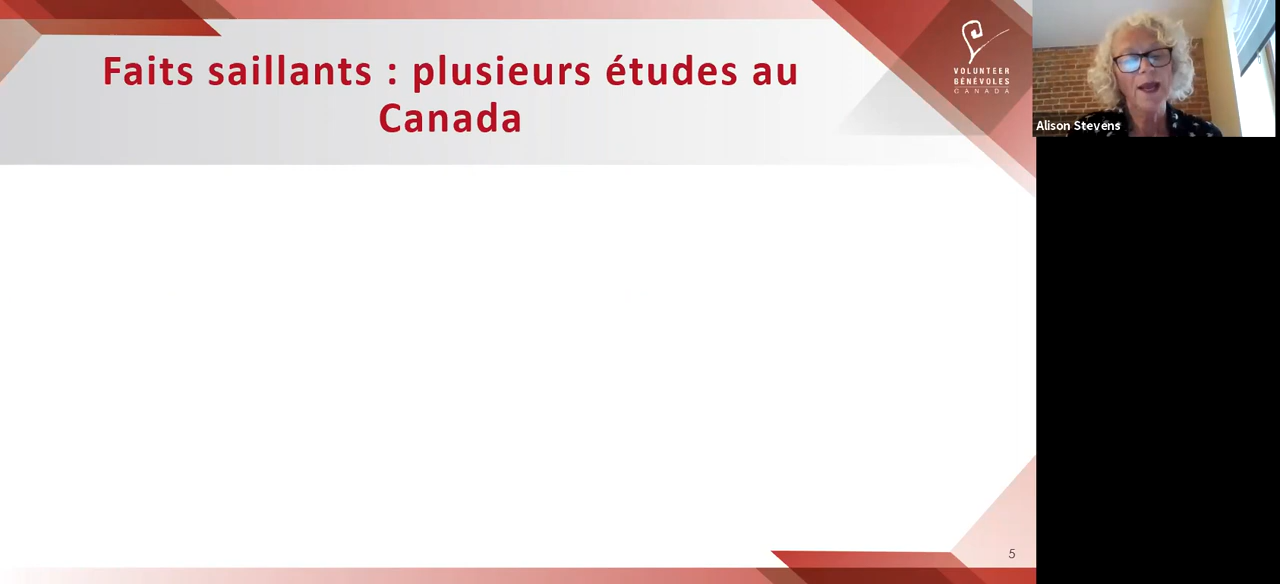 Faits saillants : plusieurs études au
Canada
VOLUNTEER
BÉNÉVOLES
CANADA
Alison Stevens
5